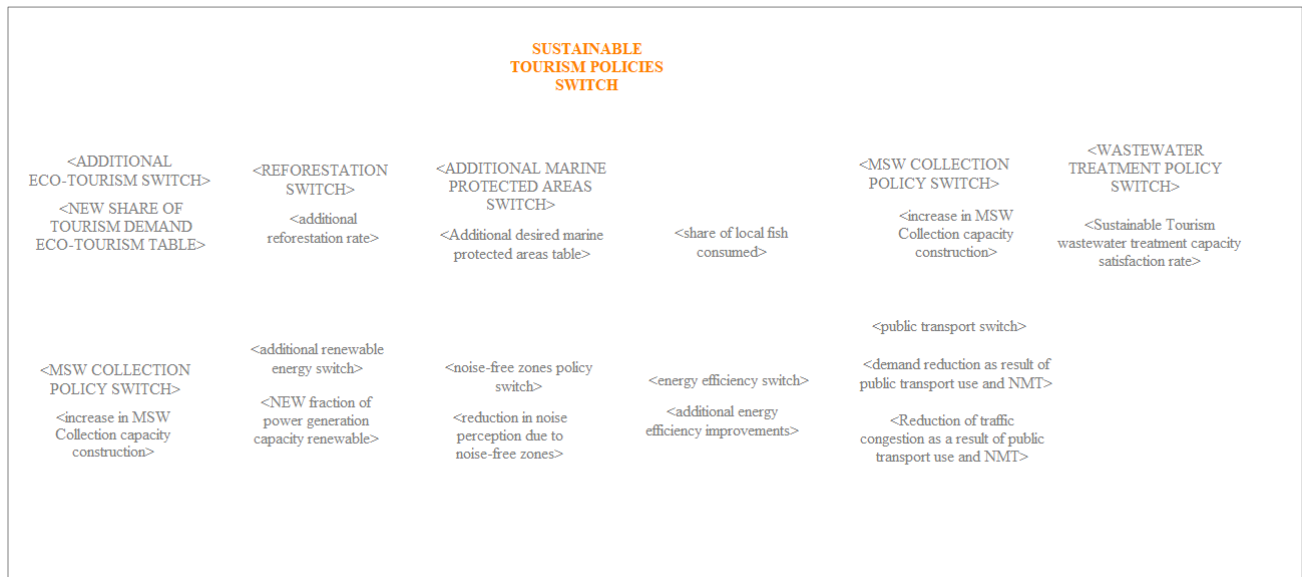 SUSTAINABLE
TOURISM POLICIES
SWITCH
<ADDITIONAL
ECO-TOURISM SWITCH>
<NEW SHARE OF
TOURISM DEMAND
ECO-TOURISM TABLE>
<REFORESTATION
SWITCH>
<additional
reforestation rate>
<ADDITIONAL MARINE
PROTECTED AREAS
SWITCH>
<Additional desired marine
protected areas table>
<share of local fish
consumed>
<MSW COLLECTION
POLICY SWITCH>
<increase in MSW
Collection capacity
construction>
<WASTEWATER
TREATMENT POLICY
SWITCH>
<Sustainable Tourism
wastewater treatment capacity
satisfaction rate>
<MSW COLLECTION
POLICY SWITCH>
<increase in MSW
Collection capacity
construction>
<additional renewable
energy switch>
<NEW fraction of
power generation
capacity renewable>
<noise-free zones policy
switch>
<reduction in noise
perception due to
noise-free zones>
<energy efficiency switch>
<additional energy
efficiency improvements>
<public transport switch>
<demand reduction as result of
public transport use and NMT>
<Reduction of traffic
congestion as a result of public
transport use and NMT>